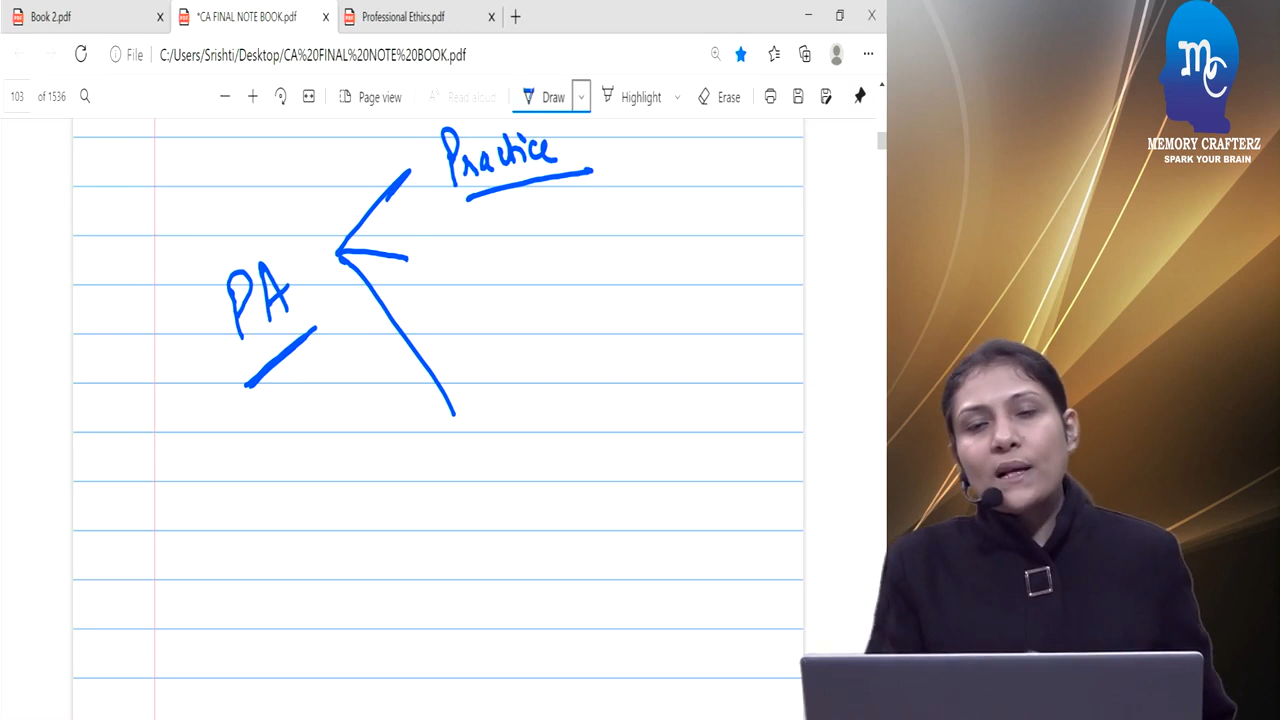 Book 2.pdf
*CA FINAL NOTE BOOK.pdf
Professional Ethics.pdf
File
C:/Users/Srishti/Desktop/CA%20FINAL%20NOTE%20BOOK.pdf
103 of 1536
Page view
Read aloud
Draw
Highlight
Erase
Practice
PA
MC
MEMORY CRAFTERZ
SPARK YOUR BRAIN